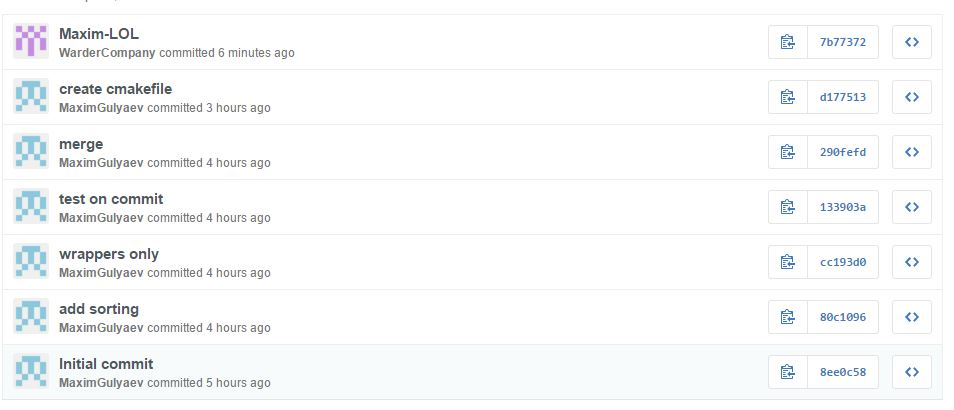 Maxim-LOL
WarderCompany committed 6 minutes ago
7b77372
create cmakefile
MaximGulyaev committed 3 hours ago
d177513
merge
MaximGulyaev committed 4 hours ago
290fefd
test on commit
MaximGulyaev committed 4 hours ago
133903a
wrappers only
MaximGulyaev committed 4 hours ago
cc193d0
add sorting
MaximGulyaev committed 4 hours ago
80c1096
Initial commit
MaximGulyaev committed 5 hours ago
8ee0c58